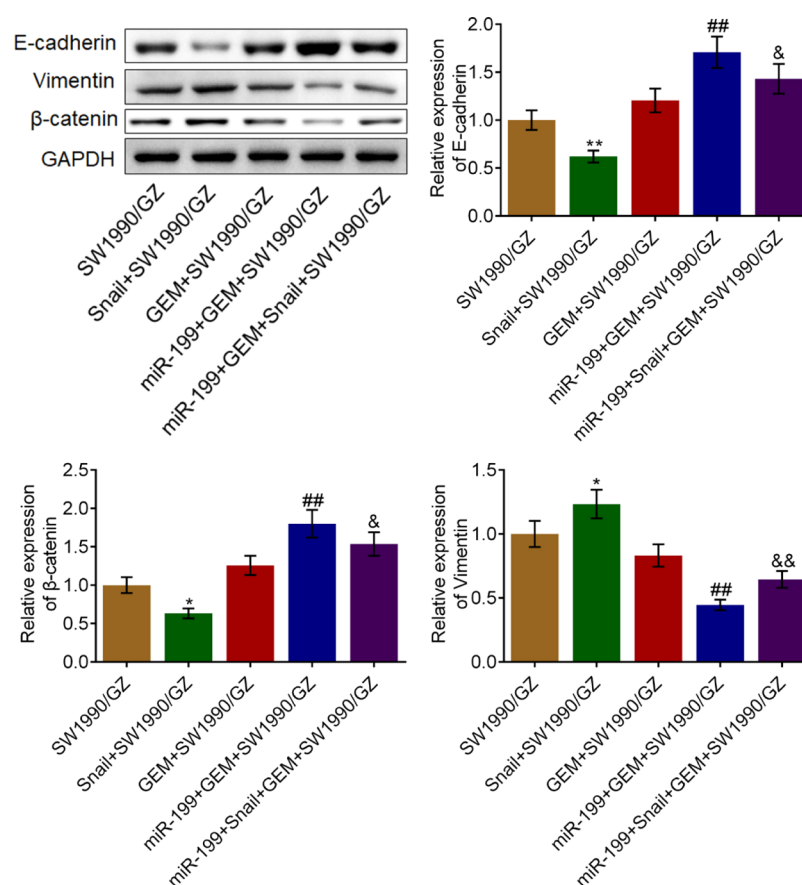 E-cadherin
Vimentin
β-catenin
GAPDH
SW1990/GZ
Snail+SW1990/GZ
GEM+SW1990/GZ
miR-199+GEM+SW1990/GZ
miR-199+GEM+Snail+SW1990/GZ
Relative expression
of E-cadherin
2.0
1.5
1.0
0.5
0.0
**
##
&
SW1990/GZ
Snail+SW1990/GZ
GEM+SW1990/GZ
miR-199+GEM+SW1990/GZ
miR-199+Snail+GEM+SW1990/GZ
Relative expression
of β-catenin
2.5
2.0
1.5
1.0
0.5
0.0
*
##
&
SW1990/GZ
Snail+SW1990/GZ
GEM+SW1990/GZ
miR-199+GEM+SW1990/GZ
miR-199+Snail+GEM+SW1990/GZ
Relative expression
of Vimentin
1.5
1.0
0.5
0.0
*
##
&&
SW1990/GZ
Snail+SW1990/GZ
GEM+SW1990/GZ
miR-199+GEM+SW1990/GZ
miR-199+Snail+GEM+SW1990/GZ